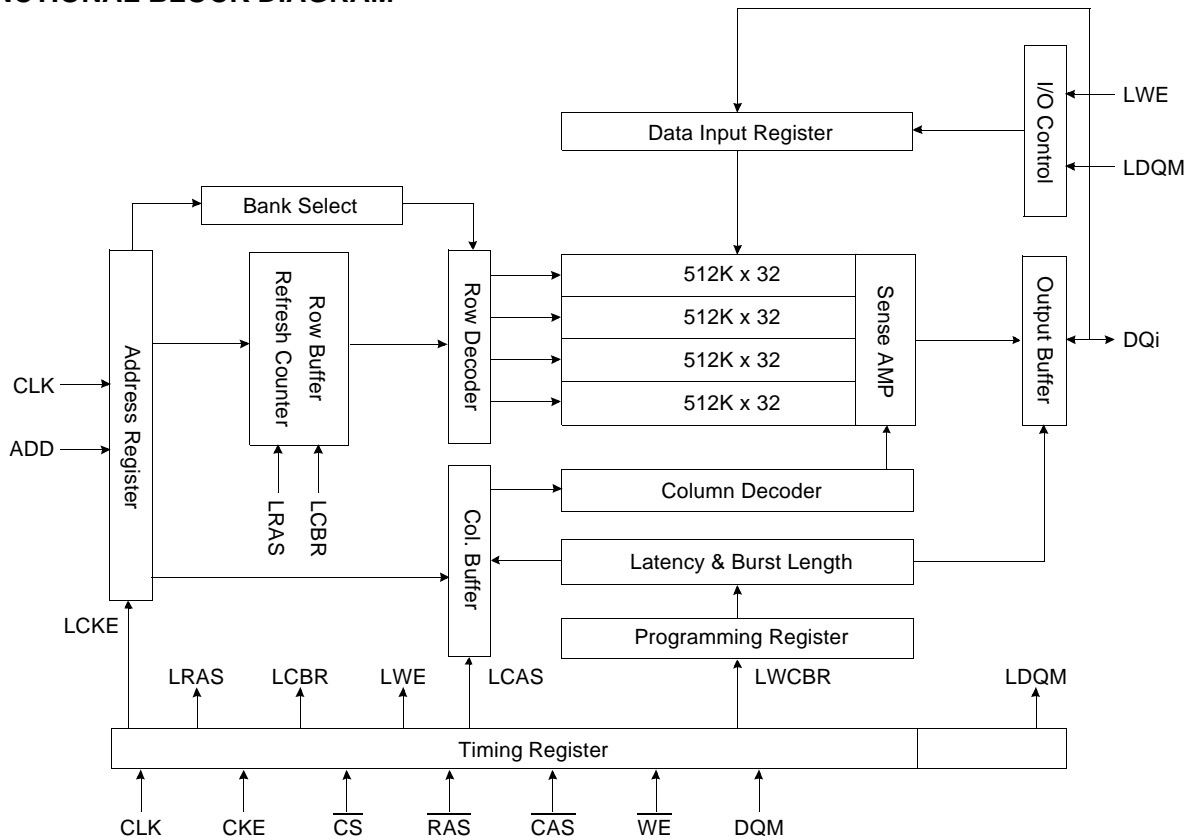 NCTIONAL BLOCK DIAGRAM
I/O Control
LWE
LDQM
Data Input Register
Bank Select
Address Register
CLK
ADD
Row Buffer
Refresh Counter
LRAS
LCBR
Row Decoder
512K x 32
512K x 32
512K x 32
512K x 32
Sense AMP
Output Buffer
DQi
Col. Buffer
Column Decoder
Latency & Burst Length
Programming Register
LCKE
LRAS
LCBR
LWE
LCAS
LWCBR
LDQM
Timing Register
CLK
CKE
CS
RAS
CAS
WE
DQM